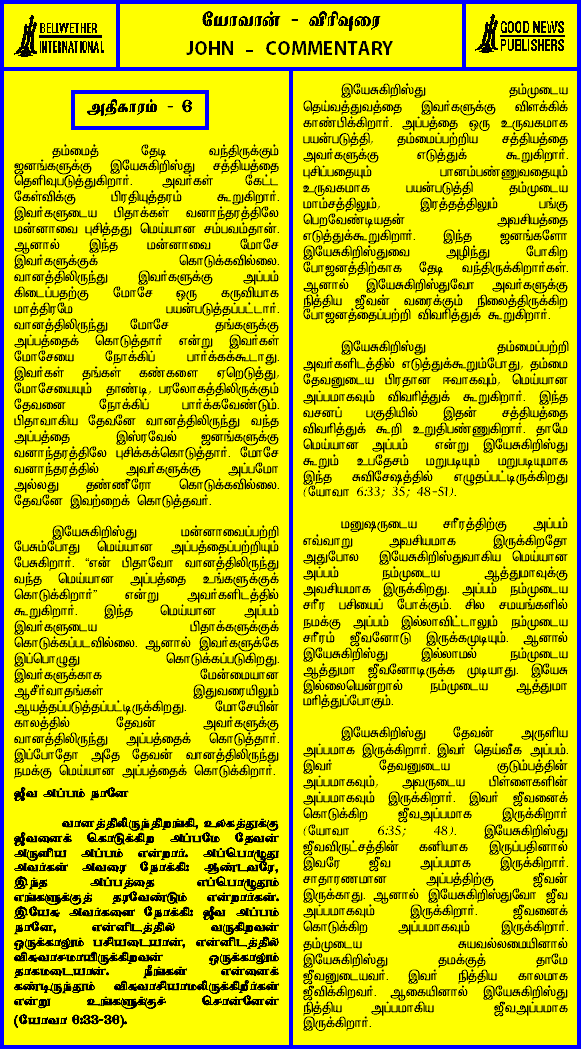 BELWETHER
INTERNATIONAL
யோவான் - விரிவுரை
JOHN - COMMENTARY
GOOD NEWS
PUBLISHERS
அதிகாரம் - 6
தம்மைத் தேடி வந்திருக்கும்
ஜனங்களுக்கு இயேசுகிறிஸ்து சத்தியத்தை
தெளிவுபடுத்துகிறார். அவர்கள் கேட்ட
கேள்விக்கு பிரதியுத்தரம் கூறுகிறார்.
இவர்களுடைய பிதாக்கள் வனாந்தரத்திலே
மன்னாவை புசித்தது மெய்யான சம்பவம்தான்.
ஆனால் இந்த மன்னாவை மோசே
இவர்களுக்குக் கொடுக்கவில்லை.
வானத்திலிருந்து இவர்களுக்கு அப்பம்
கிடைப்பதற்கு மோசே ஒரு கருவியாக
மாத்திரமே பயன்படுத்தப்பட்டார்.
வானத்திலிருந்து மோசே தங்களுக்கு
அப்பத்தைக் கொடுத்தார் என்று இவர்கள்
மோசேயை நோக்கிப் பார்க்கக்கூடாது.
இவர்கள் தங்கள் கண்களை ஏறெடுத்து,
மோசேயையும் தாண்டி, பரலோகத்திலிருக்கும்
தேவனை நோக்கிப் பார்க்கவேண்டும்.
பிதாவாகிய தேவனே வானத்திலிருந்து வந்த
அப்பத்தை இஸ்ரவேல் ஜனங்களுக்கு
வனாந்தரத்திலே புசிக்கக்கொடுத்தார். மோசே
வனாந்தரத்தில் அவர்களுக்கு அப்பமோ
அல்லது தண்ணீரோ கொடுக்கவில்லை.
தேவனே இவற்றைக் கொடுத்தவர்.
இயேசுகிறிஸ்து மன்னாவைப்பற்றி
பேசும்போது மெய்யான அப்பத்தைப்பற்றியும்
பேசுகிறார். “என் பிதாவோ வானத்திலிருந்து
வந்த மெய்யான அப்பத்தை உங்களுக்குக்
கொடுக்கிறார்” என்று அவர்களிடத்தில்
கூறுகிறார். இந்த மெய்யான அப்பம்
இவர்களுடைய பிதாக்களுக்குக்
கொடுக்கப்படவில்லை. ஆனால் இவர்களுக்கே
இப்பொழுது கொடுக்கப்படுகிறது.
இவர்களுக்காக மேன்மையான
ஆசீர்வாதங்கள் இதுவரையிலும்
ஆயத்தப்படுத்தப்பட்டிருக்கிறது. மோசேயின்
காலத்தில் தேவன் அவர்களுக்கு
வானத்திலிருந்து அப்பத்தைக் கொடுத்தார்.
இப்போதோ அதே தேவன் வானத்திலிருந்து
நமக்கு மெய்யான அப்பத்தைக் கொடுக்கிறார்.
ஜீவ அப்பம் நானே
வானத்திலிருந்திறங்கி, உலகத்துக்கு
ஜீவனைக் கொடுக்கிற அப்பமே தேவன்
அருளிய அப்பம் என்றார். அப்பொழுது
அவர்கள் அவரை நோக்கி: ஆண்டவரே,
இந்த அப்பத்தை எப்பொழுதும்
எங்களுக்குத் தரவேண்டும் என்றார்கள்.
இயேசு அவர்களை நோக்கி: ஜீவ அப்பம்
நானே, என்னிடத்தில் வருகிறவன்
ஒருக்காலும் பசியடையான், என்னிடத்தில்
விசுவாசமாயிருக்கிறவன் ஒருக்காலும்
தாகமடையான். நீங்கள் என்னைக்
கண்டிருந்தும் விசுவாசியாமலிருக்கிறீர்கள்
என்று உங்களுக்குச் சொன்னேன்
(யோவா 6:33-36).
இயேசுகிறிஸ்து தம்முடைய
தெய்வத்துவத்தை இவர்களுக்கு விளக்கிக்
காண்பிக்கிறார். அப்பத்தை ஒரு உருவகமாக
பயன்படுத்தி, தம்மைப்பற்றிய சத்தியத்தை
அவர்களுக்கு எடுத்துக் கூறுகிறார்.
புசிப்பதையும் பானம்பண்ணுவதையும்
உருவகமாக பயன்படுத்தி தம்முடைய
மாம்சத்திலும், இரத்தத்திலும் பங்கு
பெறவேண்டியதன் அவசியத்தை
எடுத்துக்கூறுகிறார். இந்த ஜனங்களோ
இயேசுகிறிஸ்துவை அழிந்து போகிற
போஜனத்திற்காக தேடி வந்திருக்கிறார்கள்.
ஆனால் இயேசுகிறிஸ்துவோ அவர்களுக்கு
நித்திய ஜீவன் வரைக்கும் நிலைத்திருக்கிற
போஜனத்தைப்பற்றி விவரித்துக் கூறுகிறார்.
இயேசுகிறிஸ்து தம்மைப்பற்றி
அவர்களிடத்தில் எடுத்துக்கூறும்போது, தம்மை
தேவனுடைய பிரதான ஈவாகவும், மெய்யான
அப்பமாகவும் விவரித்துக் கூறுகிறார். இந்த
வசனப் பகுதியில் இதன் சத்தியத்தை
விவரித்துக் கூறி உறுதிபண்ணுகிறார். தாமே
மெய்யான அப்பம் என்று இயேசுகிறிஸ்து
கூறும் உபதேசம் மறுபடியும் மறுபடியுமாக
இந்த சுவிசேஷத்தில் எழுதப்பட்டிருக்கிறது
(யோவா 6:33; 35; 48-51).
மனுஷருடைய சரீரத்திற்கு அப்பம்
எவ்வாறு அவசியமாக இருக்கிறதோ
அதுபோல இயேசுகிறிஸ்துவாகிய மெய்யான
அப்பம் நம்முடைய ஆத்துமாவுக்கு
அவசியமாக இருக்கிறது. அப்பம் நம்முடைய
சரீர பசியைப் போக்கும். சில சமயங்களில்
நமக்கு அப்பம் இல்லாவிட்டாலும் நம்முடைய
சரீரம் ஜீவனோடு இருக்கமுடியும். ஆனால்
இயேசுகிறிஸ்து இல்லாமல் நம்முடைய
ஆத்துமா ஜீவனோடிருக்க முடியாது. இயேசு
இல்லையென்றால் நம்முடைய ஆத்துமா
மரித்துப்போகும்.
இயேசுகிறிஸ்து தேவன் அருளிய
அப்பமாக இருக்கிறார். இவர் தெய்வீக அப்பம்.
இவர் தேவனுடைய குடும்பத்தின்
அப்பமாகவும், அவருடைய பிள்ளைகளின்
அப்பமாகவும் இருக்கிறார். இவர் ஜீவனைக்
கொடுக்கிற ஜீவஅப்பமாக இருக்கிறார்
(யோவா 6:35; 48). இயேசுகிறிஸ்து
ஜீவவிருட்சத்தின் கனியாக இருப்பதினால்
இவரே ஜீவ அப்பமாக இருக்கிறார்.
சாதாரணமான அப்பத்திற்கு ஜீவன்
இருக்காது. ஆனால் இயேசுகிறிஸ்துவோ ஜீவ
அப்பமாகவும் இருக்கிறார். ஜீவனைக்
கொடுக்கிற அப்பமாகவும் இருக்கிறார்.
தம்முடைய சுயவல்லமையினால்
இயேசுகிறிஸ்து தமக்குத் தாமே
ஜீவனுடையவர். இவர் நித்திய காலமாக
ஜீவிக்கிறவர். ஆகையினால் இயேசுகிறிஸ்து
நித்திய அப்பமாகிய ஜீவஅப்பமாக
இருக்கிறார்.